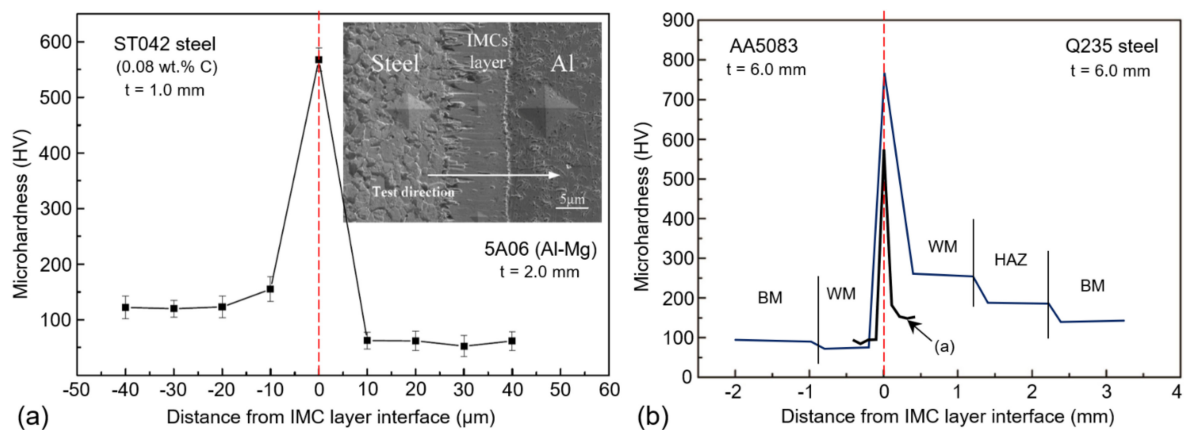 600
500
400
300
200
100
-50
-40
-30
-20
-10
0
10
20
30
40
50
Microhardness (HV)
Distance from IMC layer interface (µm)
(a)
ST042 steel
(0.08 wt.% C)
t = 1.0 mm
Steel
IMCs
layer
Al
Test direction
5µm
5A06 (Al-Mg)
t = 2.0 mm
900
800
700
600
500
400
300
200
100
0
-2
-1
0
1
2
3
4
Microhardness (HV)
Distance from IMC layer interface (mm)
(b)
AA5083
t = 6.0 mm
Q235 steel
t = 6.0 mm
BM
WM
WM
HAZ
BM
(a)